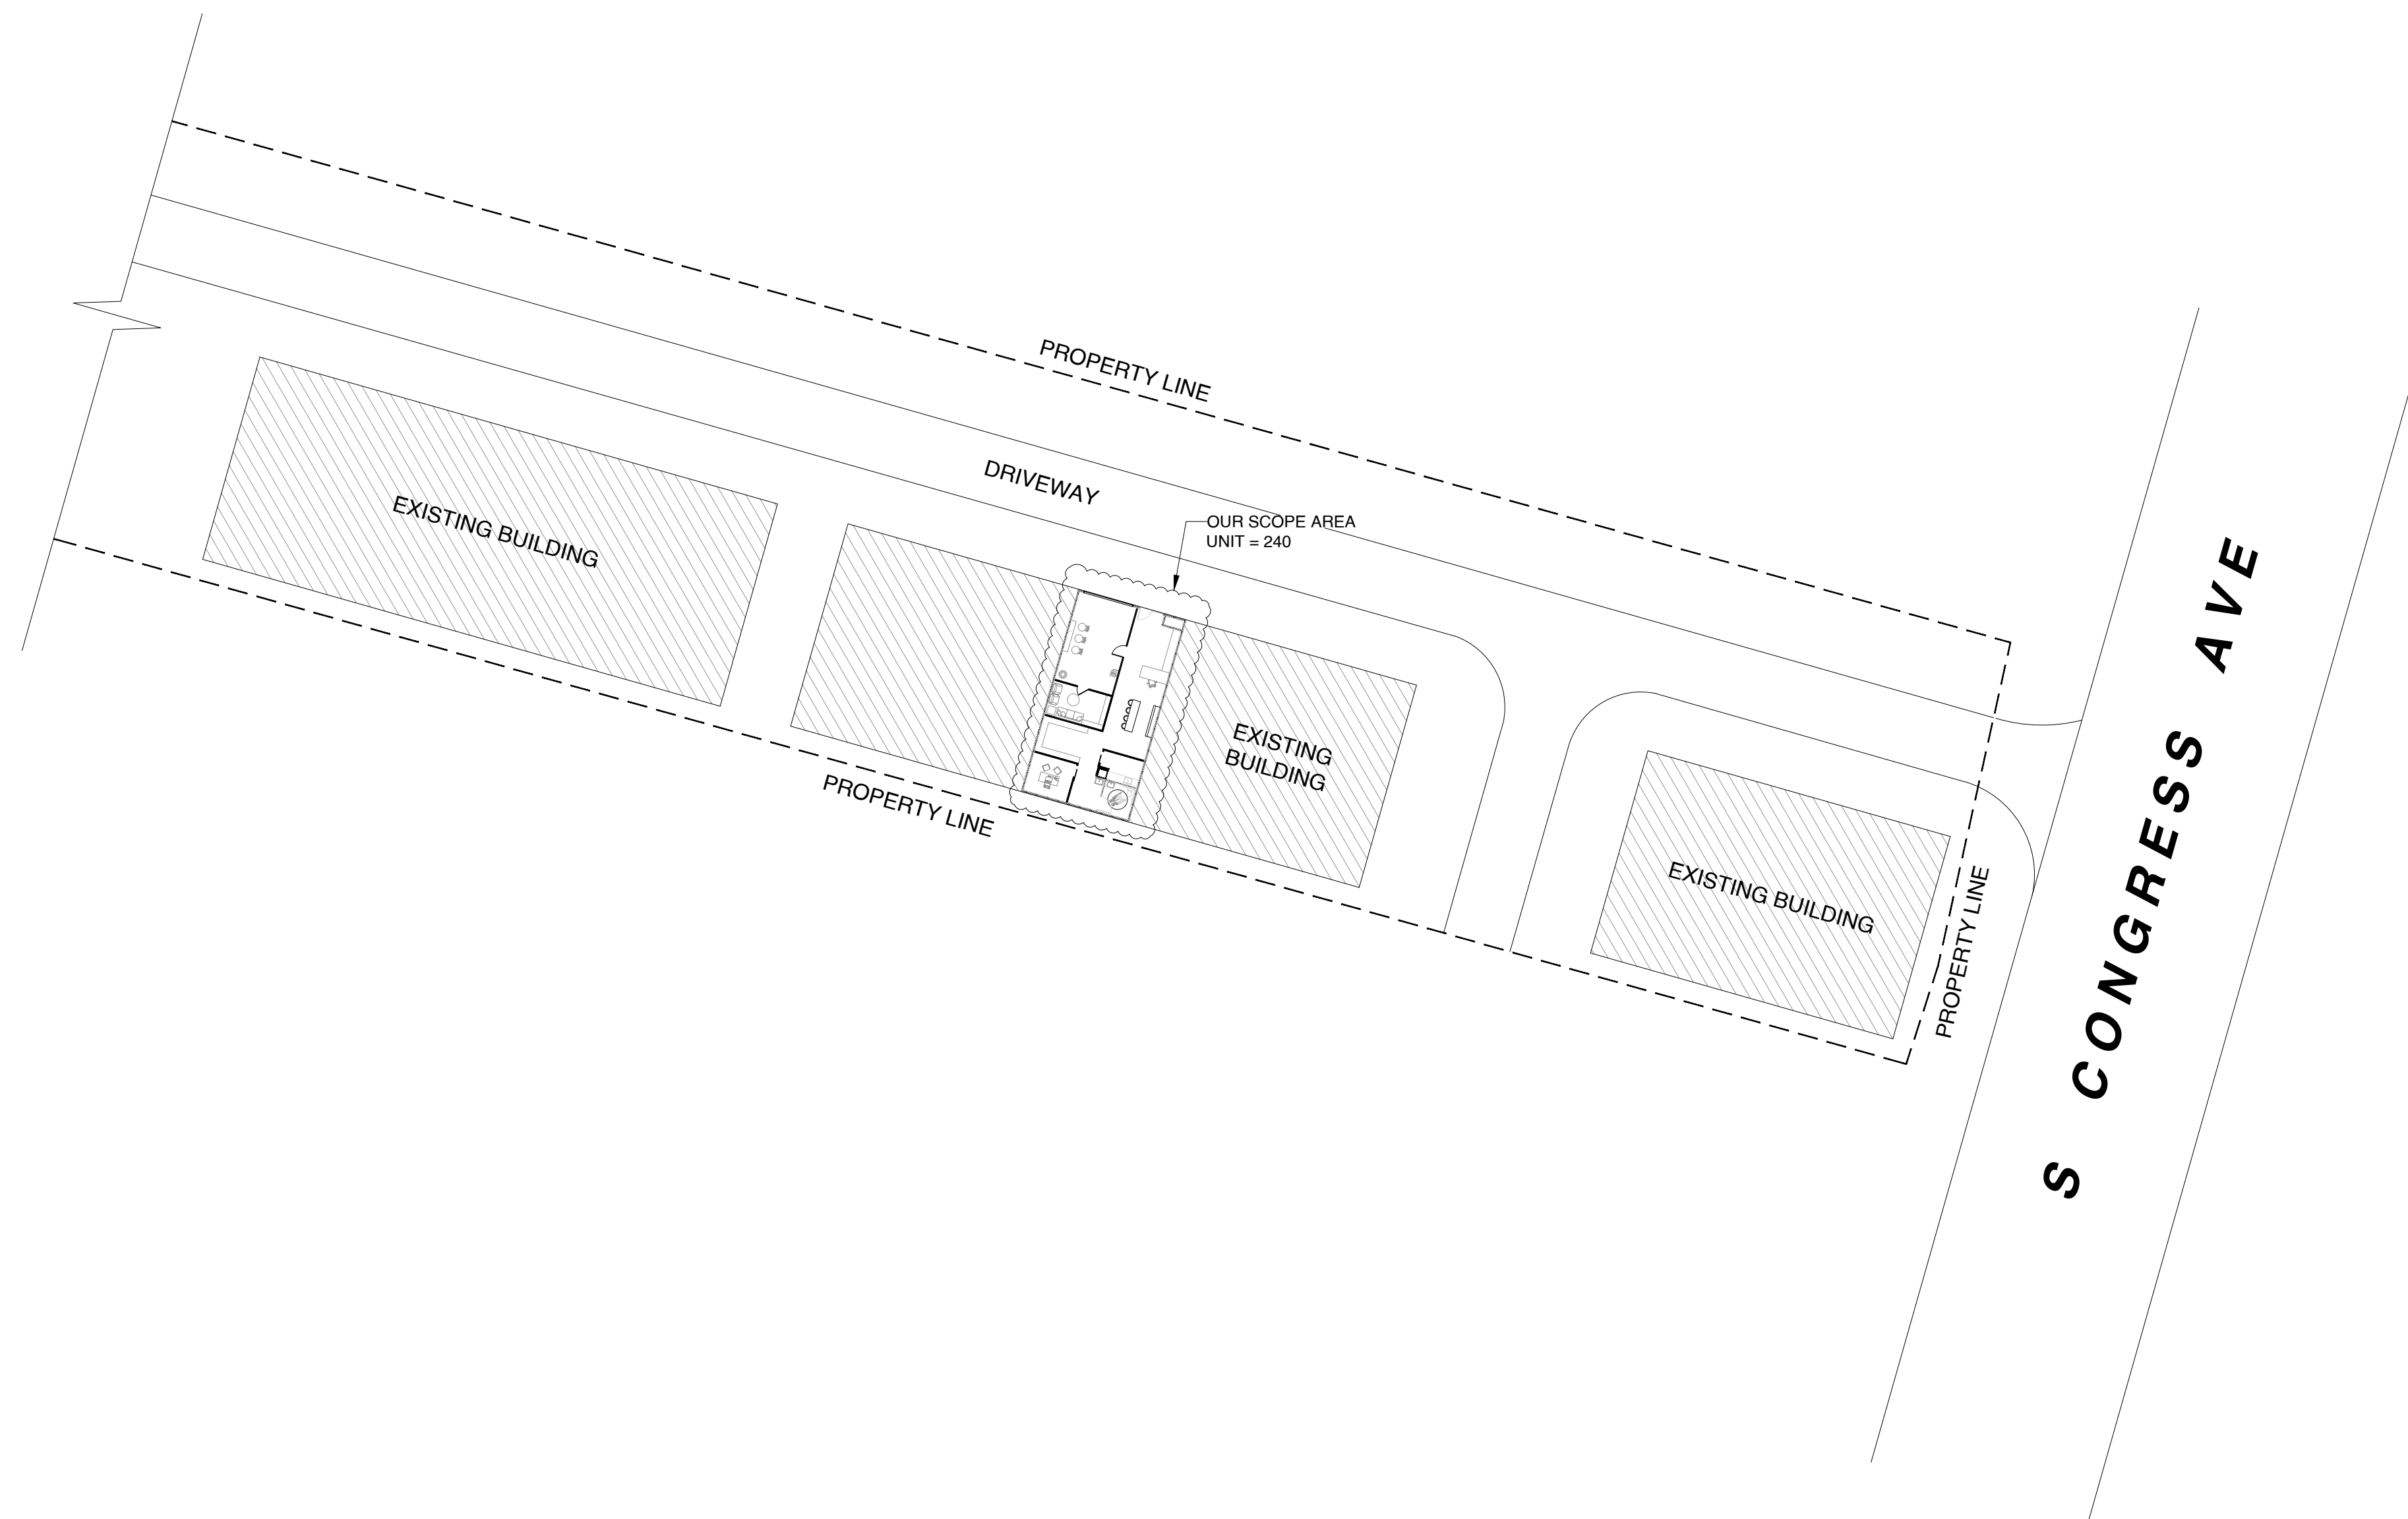 PROPERTY LINE
DRIVEWAY
OUR SCOPE AREA
UNIT = 240
EXISTING BUILDING
EXISTING
BUILDING
PROPERTY LINE
EXISTING BUILDING
PROPERTY LINE
S CONGRESS AVE